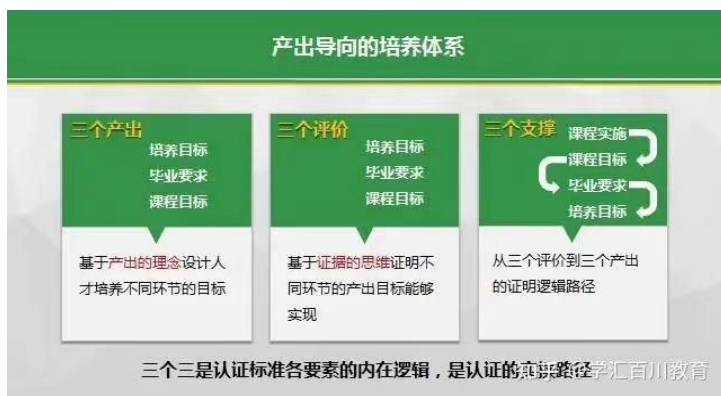 产出导向的培养体系
三个产出
培养目标
毕业要求
课程目标
基于产出的理念设计人
才培养不同环节的目标
三个评价
培养目标
毕业要求
课程目标
基于证据的思维证明不
同环节的产出目标能够
实现
三个支撑
课程实施
课程目标
毕业要求
培养目标
从三个评价到三个产出
的证明逻辑路径
三个三是认证标准各要素的内在逻辑，是认证的
学汇百川教育